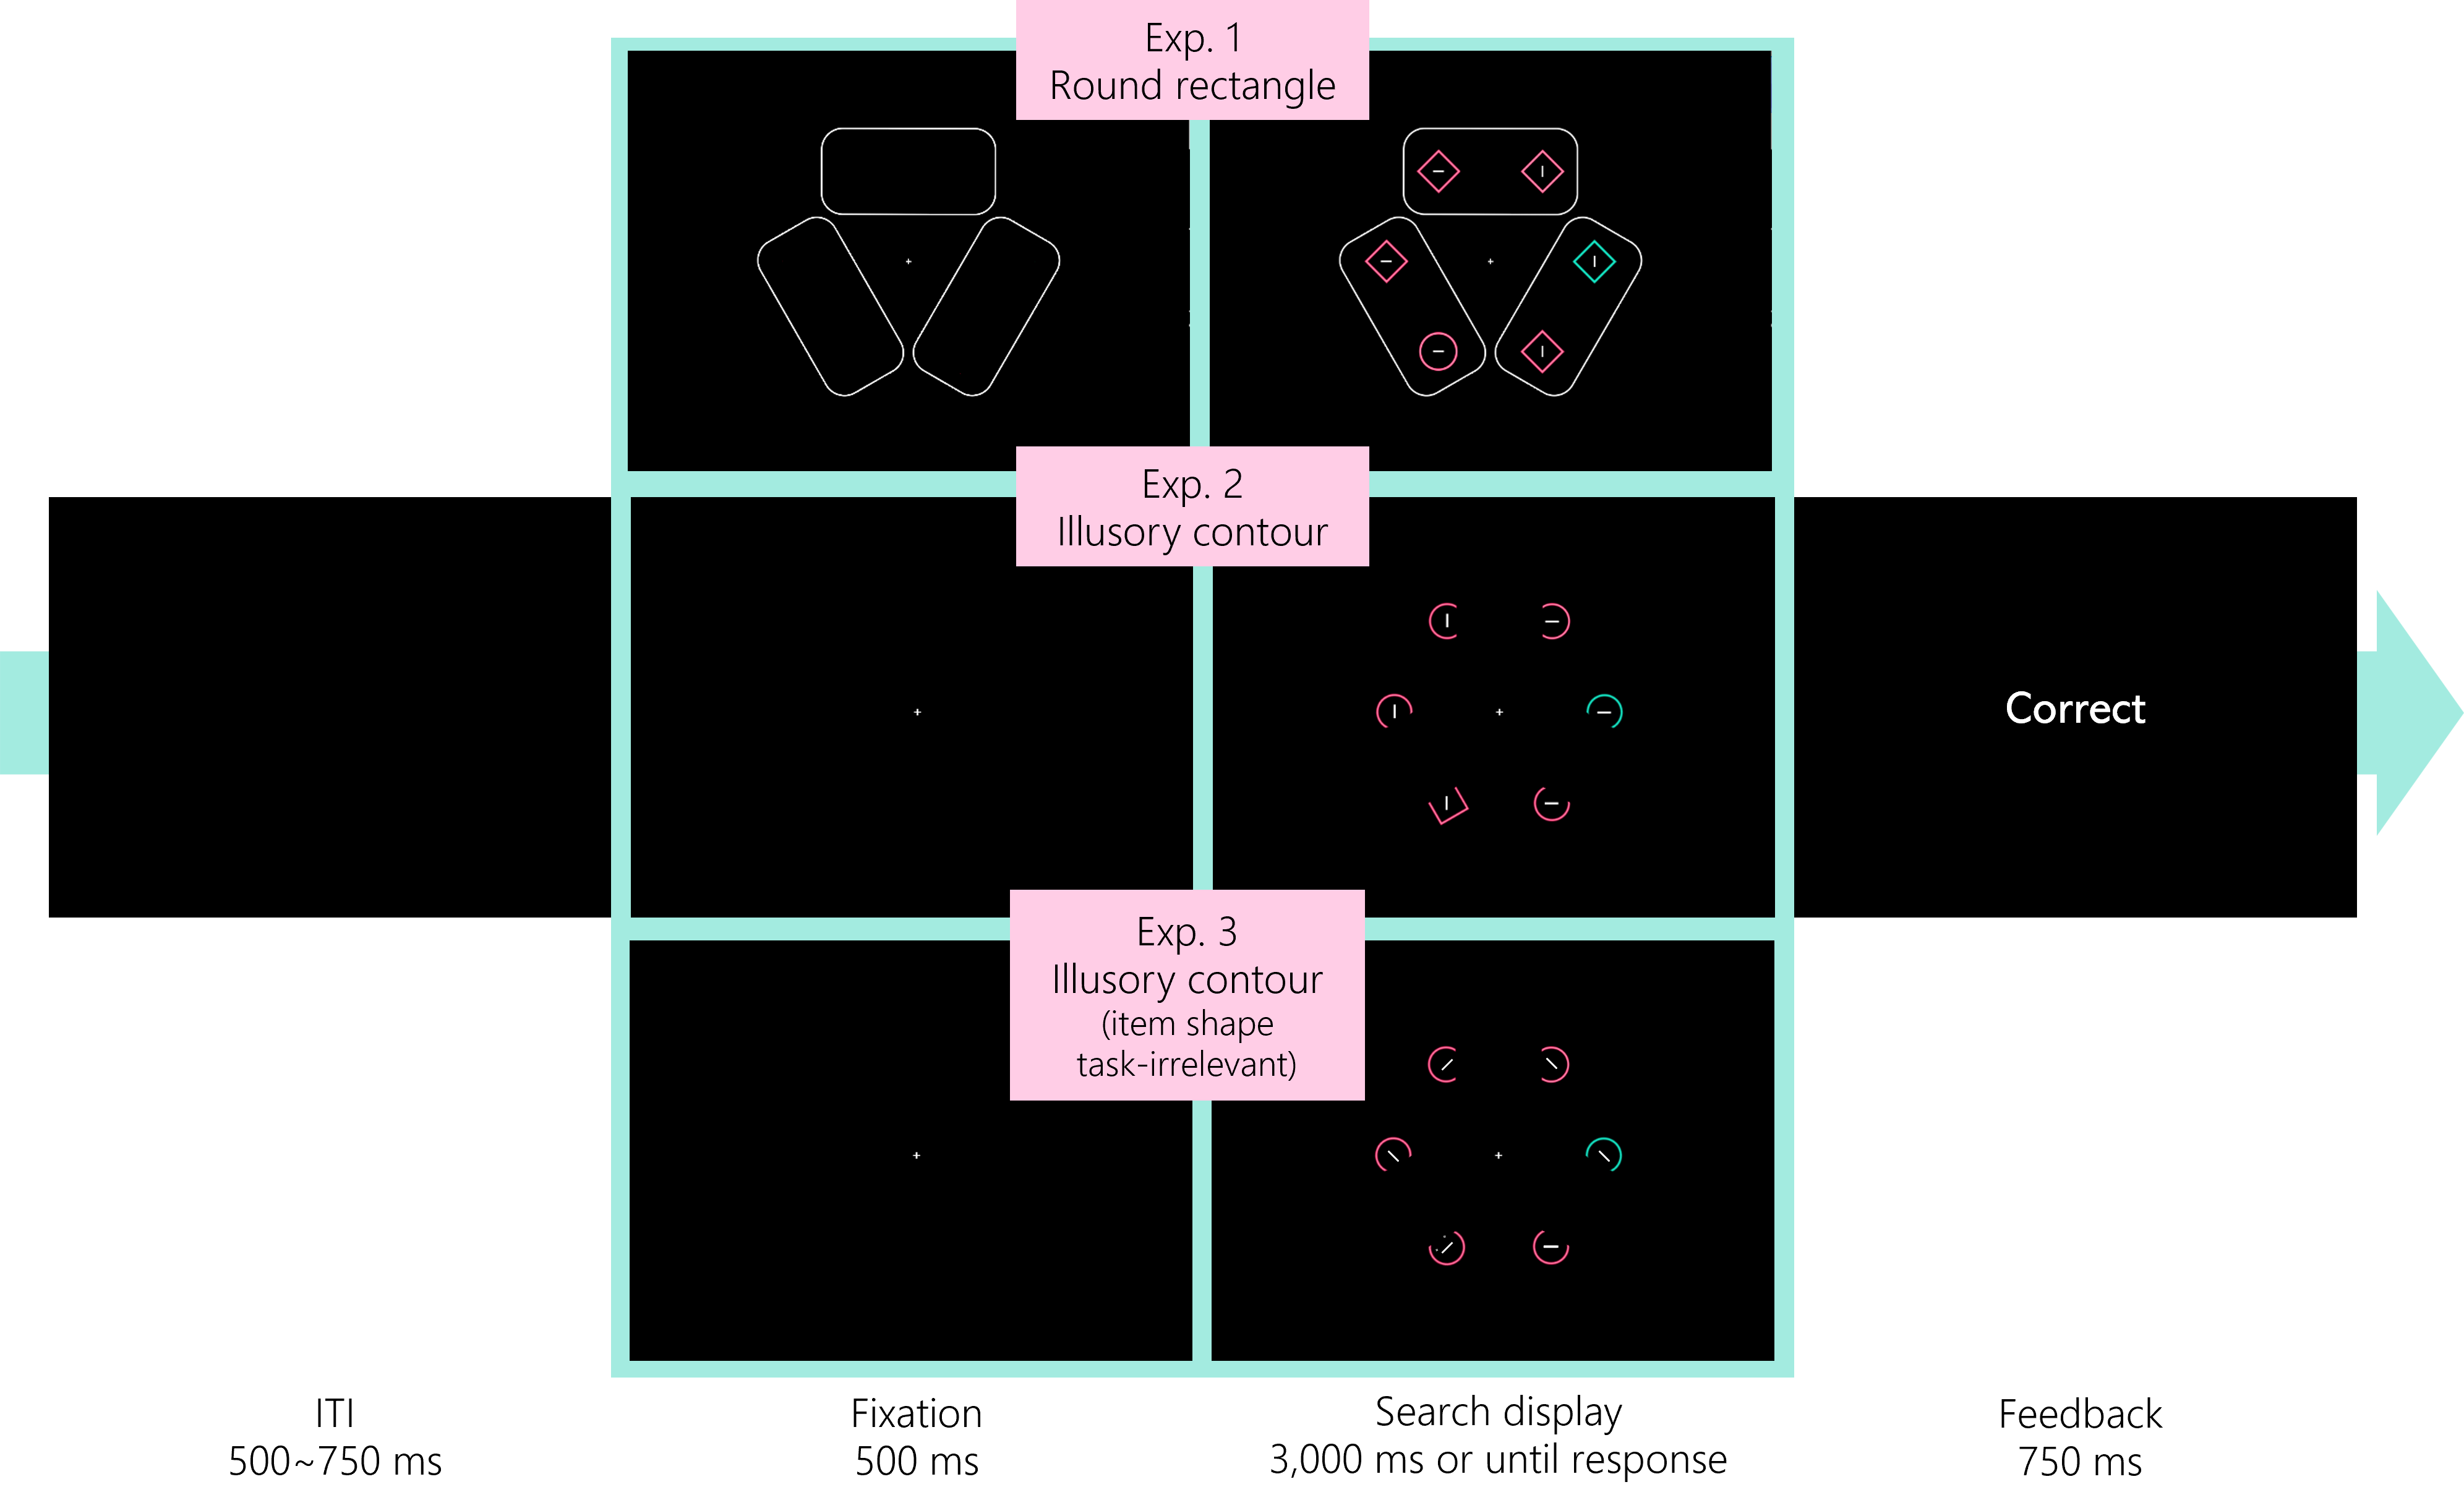 Exp. 1
Round rectangle
Exp. 2
Illusory contour
Correct
Exp. 3
Illusory contour
(item shape
task-irrelevant)
ITI
500~750 ms
Fixation
500 ms
Search display
3,000 ms or until response
Feedback
750 ms